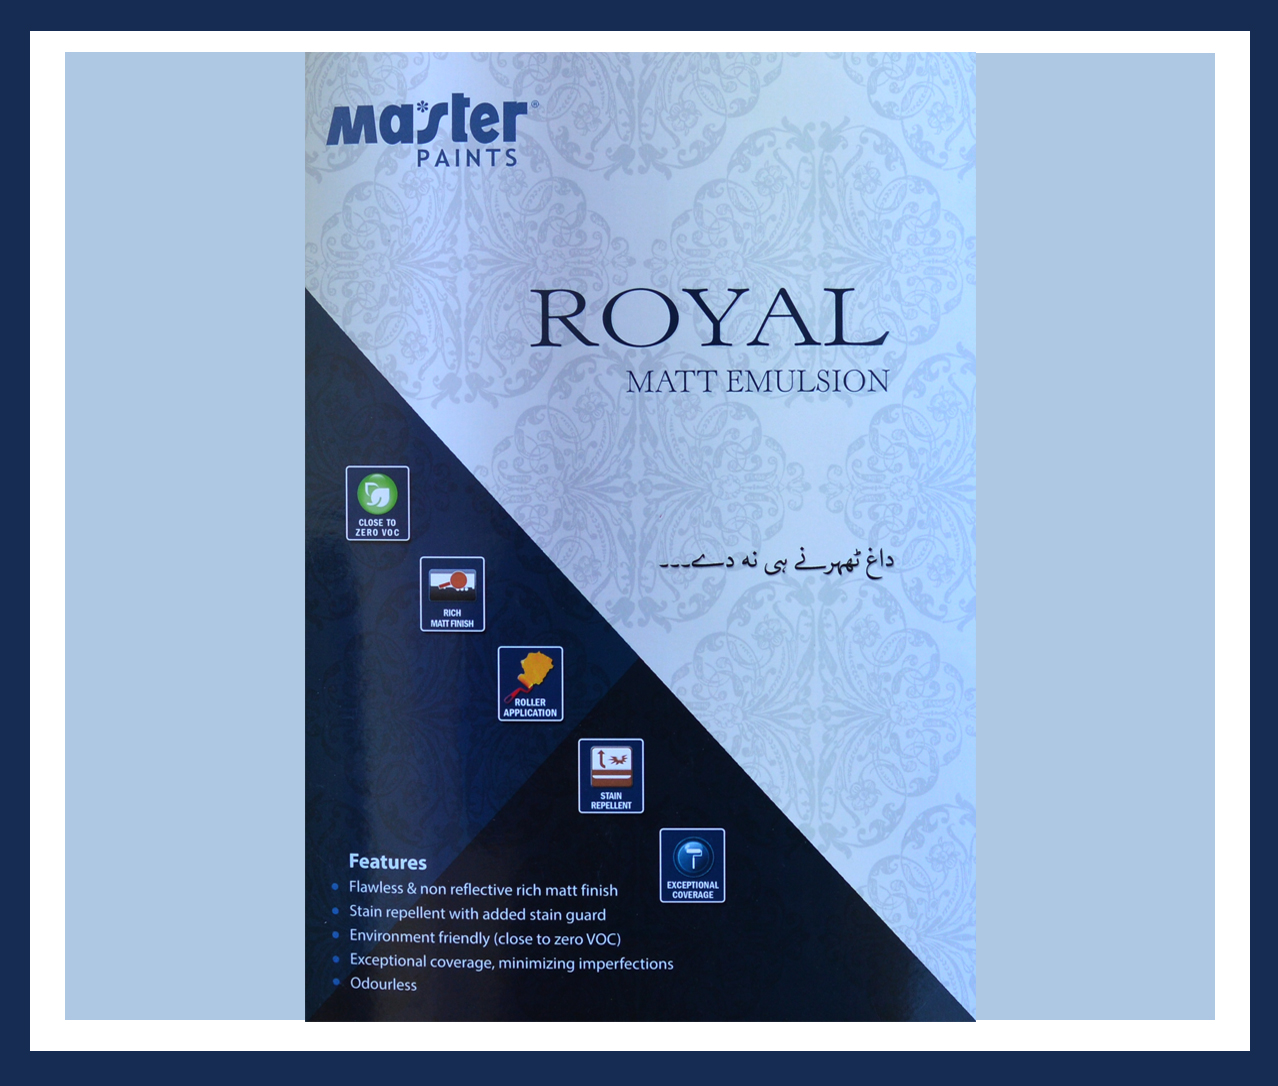 Master®
PAINTS
ROYAL
MATT EMULSION
داغ ٹھہرنے ہی نہ دے---
CLOSE TO
ZERO VOC
RICH
MATT FINISH
ROLLER
APPLICATION
STAIN
REPELLENT
EXCEPTIONAL
COVERAGE
Features
• Flawless & non reflective rich matt finish
• Stain repellent with added stain guard
• Environment friendly (close to zero VOC)
• Exceptional coverage, minimizing imperfections
• Odourless